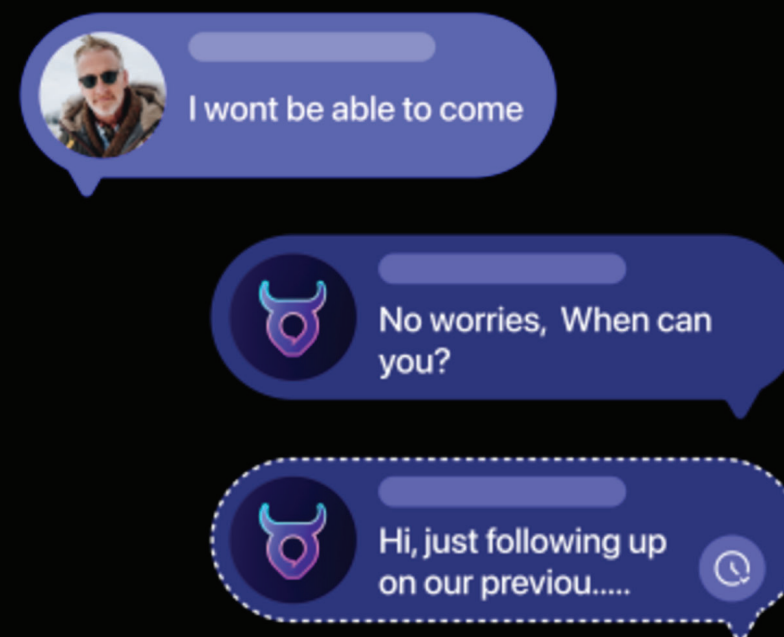 I wont be able to come
No worries,  When can
you?
Hi, just following up
on our previou.....